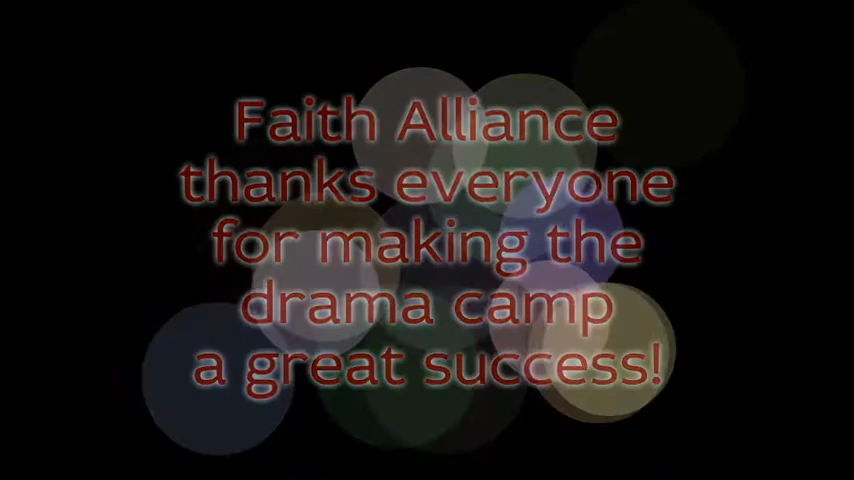 Faith Alliance
thanks everyone
for making the
drama camp
a great success!